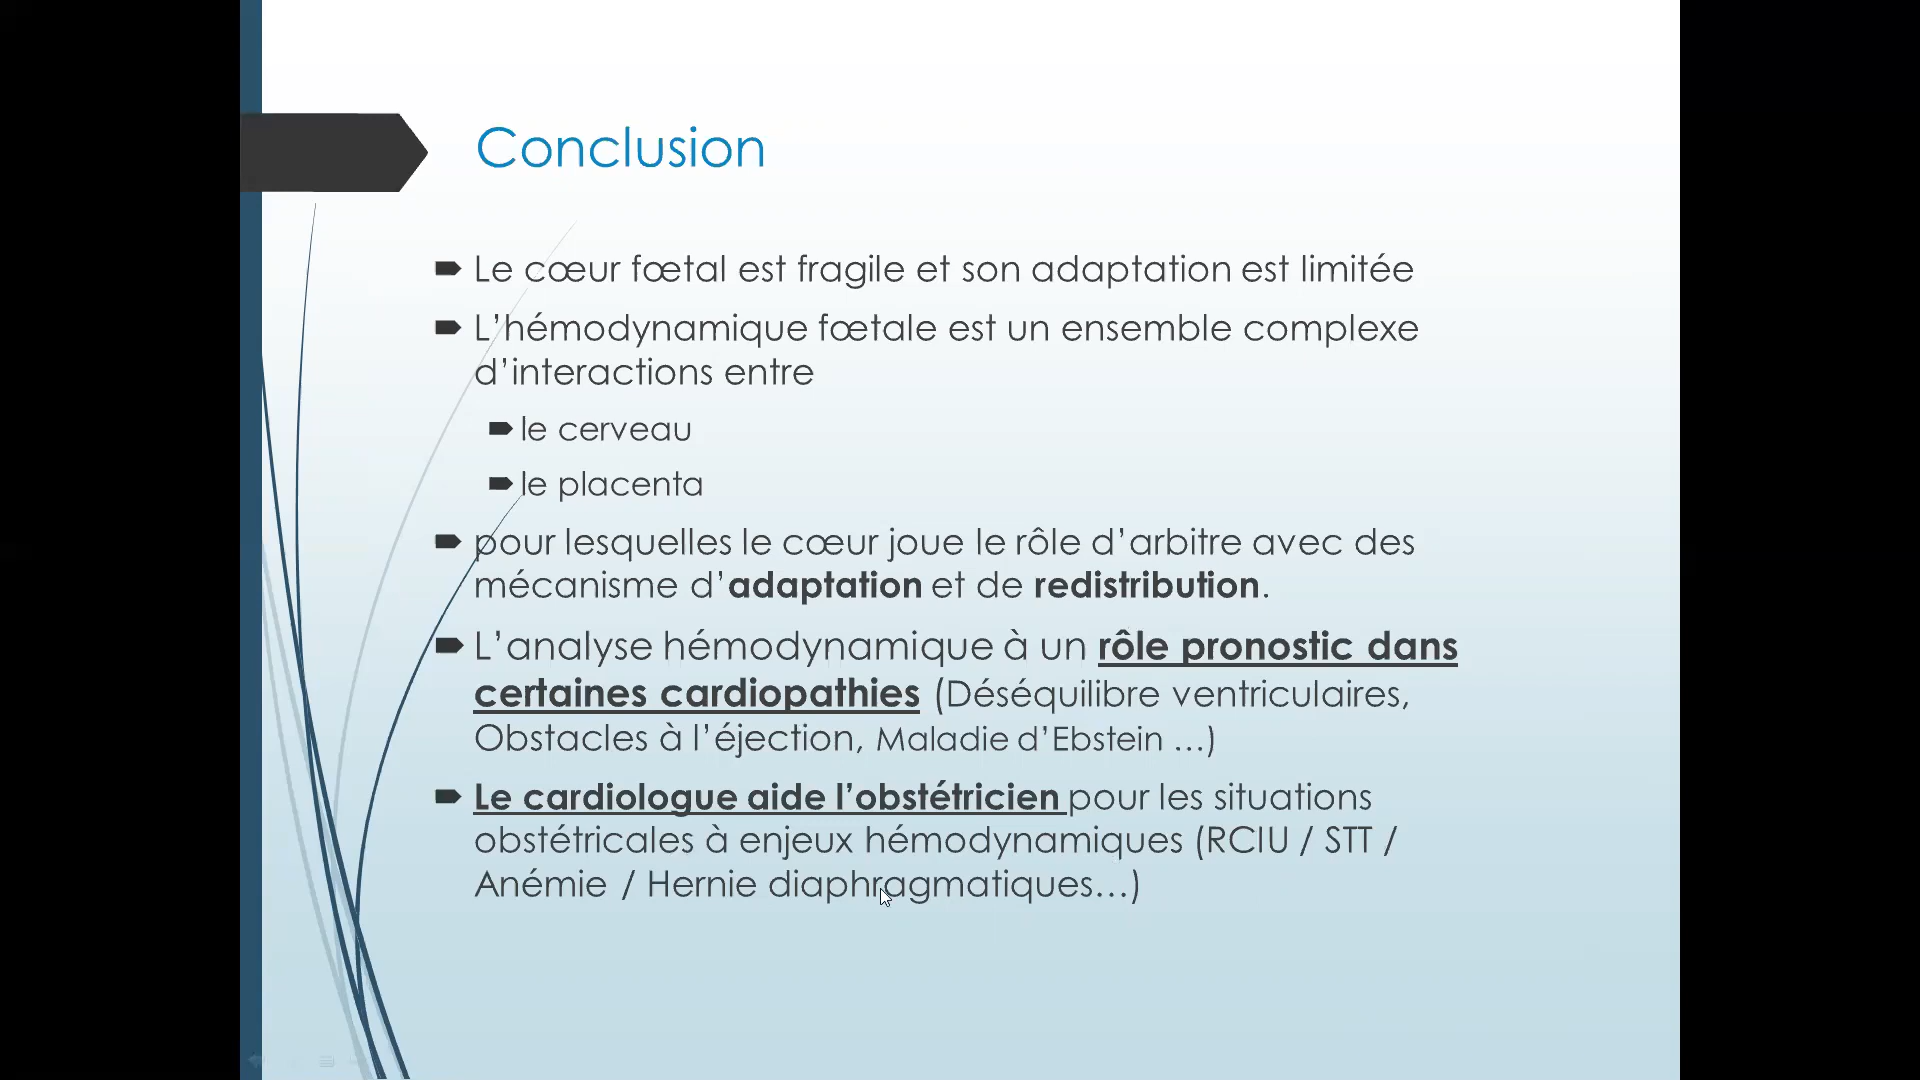 Conclusion
Le cœur fœtal est fragile et son adaptation est limitée
L’hémodynamique fœtale est un ensemble complexe
d’interactions entre
le cerveau
le placenta
pour lesquelles le cœur joue le rôle d’arbitre avec des
mécanisme d’adaptation et de redistribution.
L’analyse hémodynamique à un rôle pronostic dans
certaines cardiopathies (Déséquilibre ventriculaires,
Obstacles à l’éjection, Maladie d’Ebstein …)
Le cardiologue aide l’obstétricien pour les situations
obstétricales à enjeux hémodynamiques (RCIU / STT /
Anémie / Hernie diaphragmatiques…)